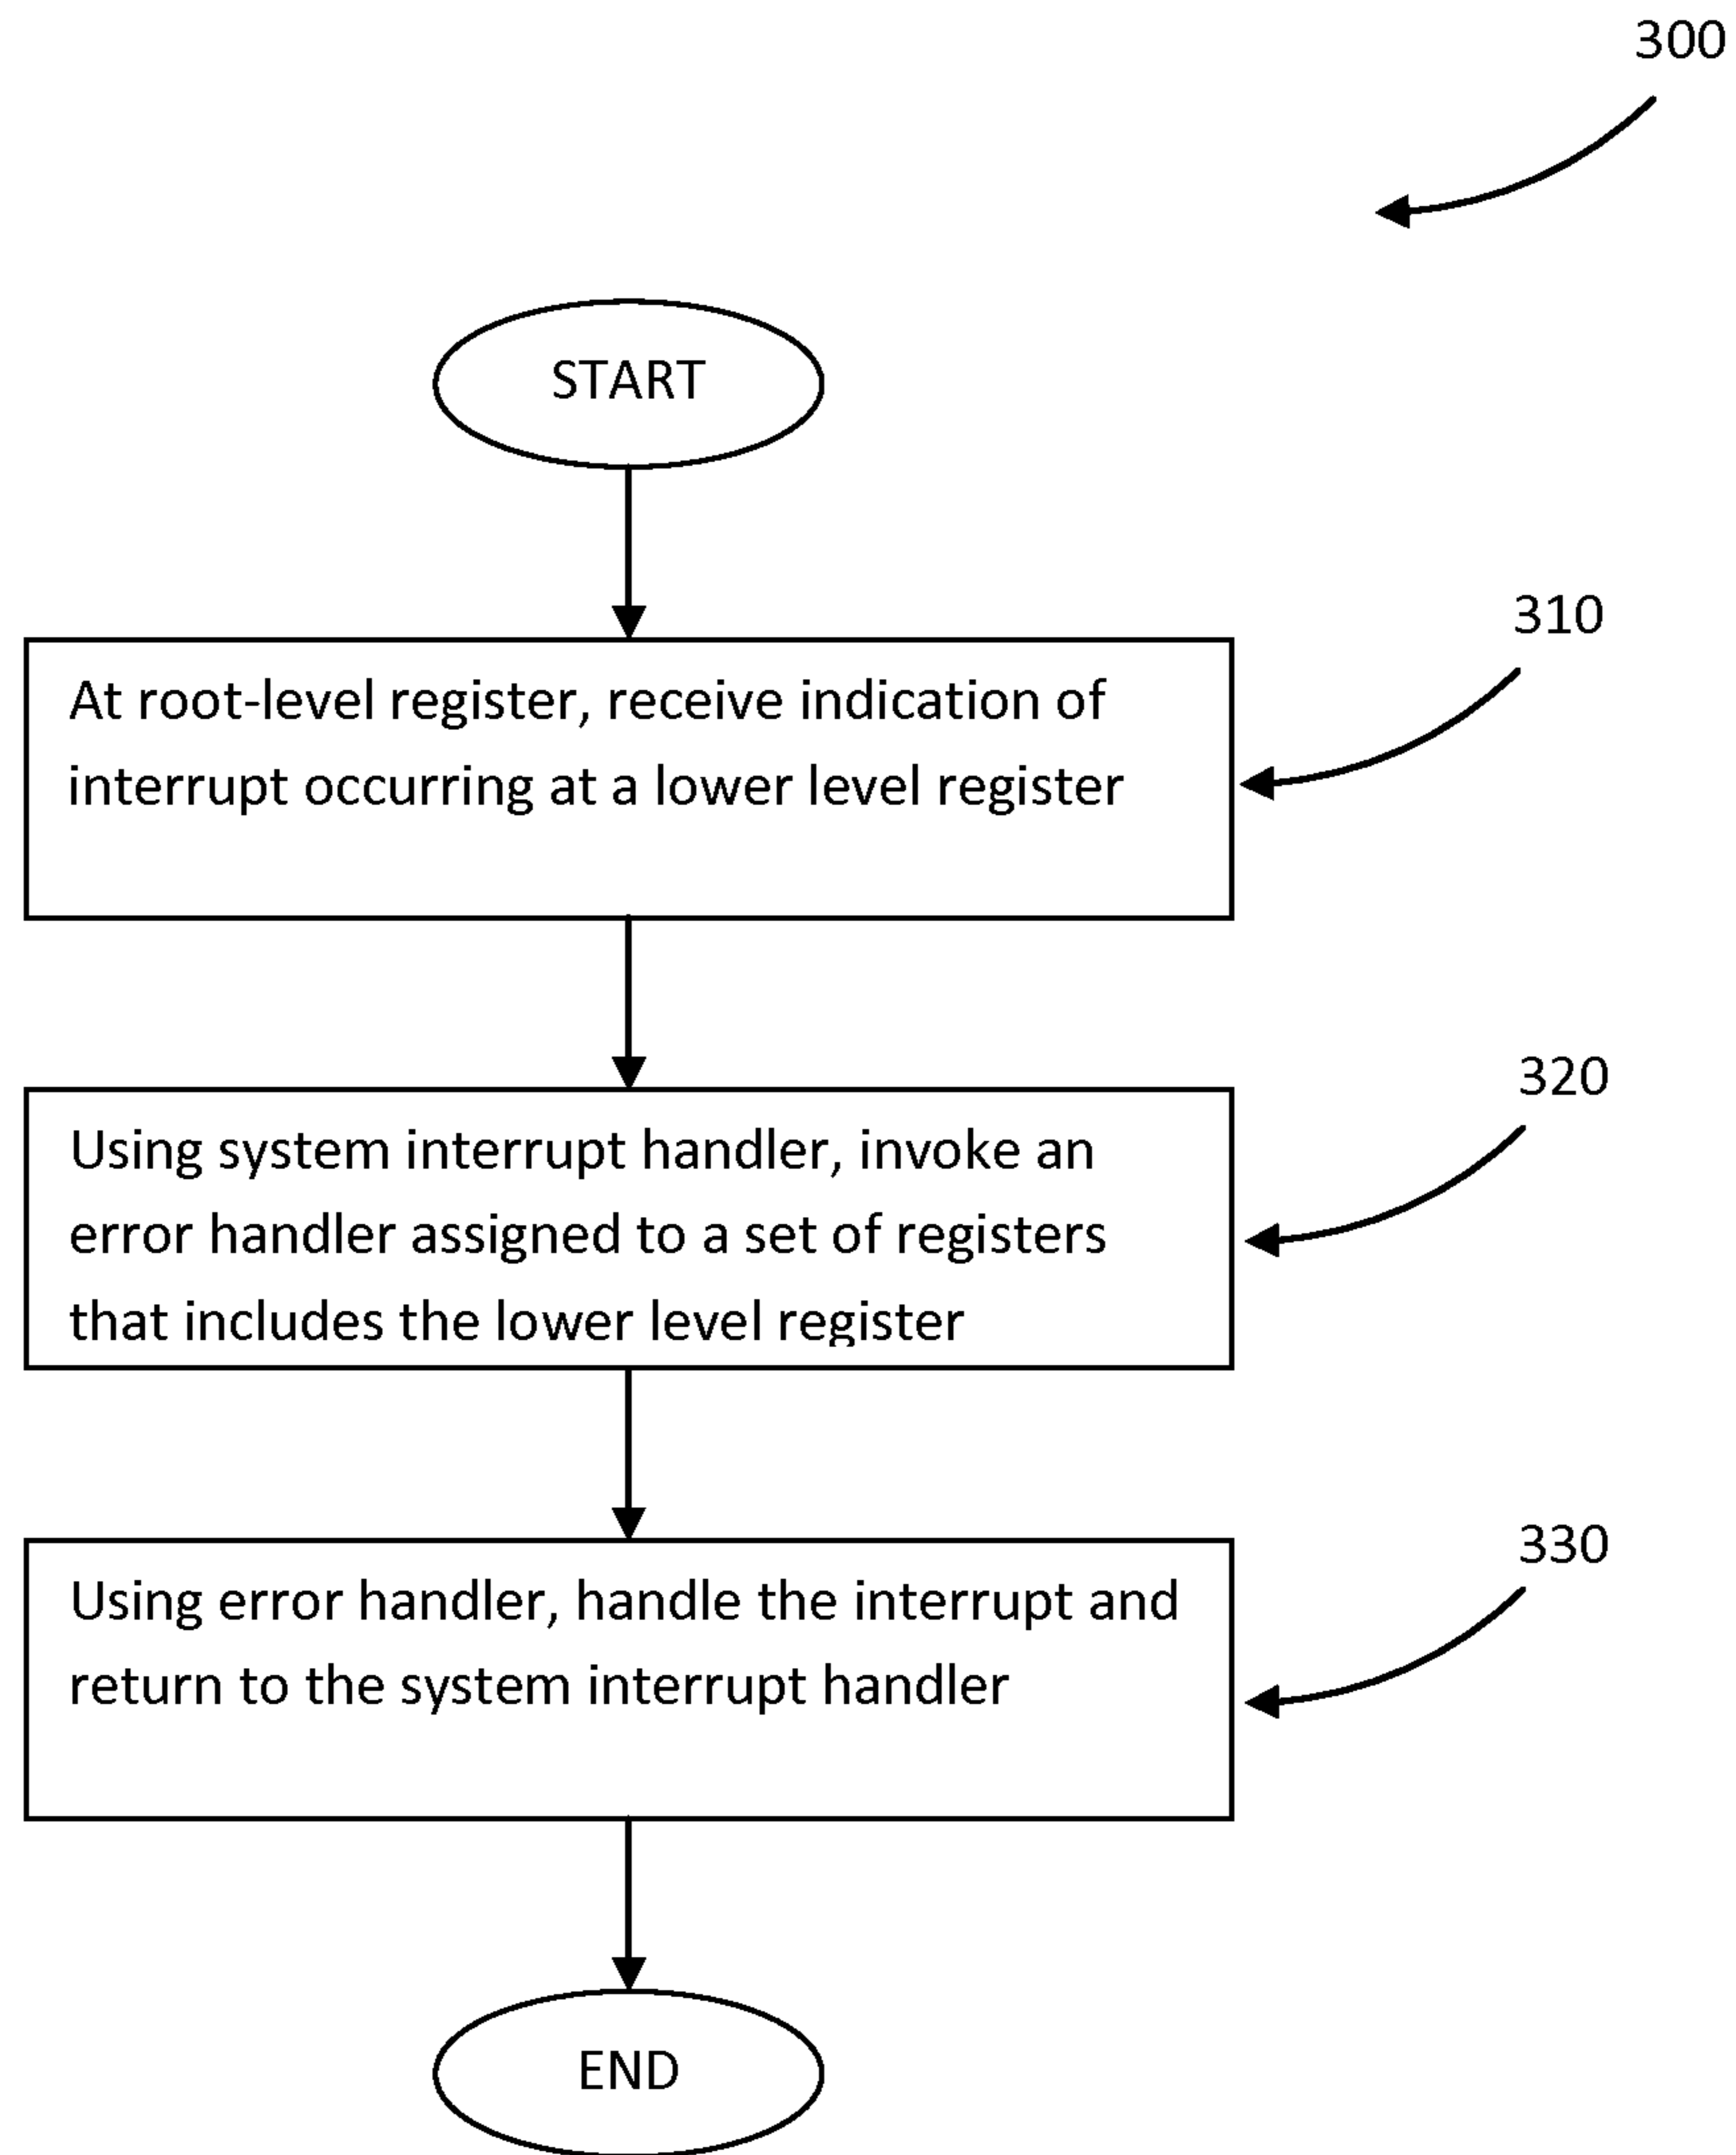 300
START
310
At root-level register, receive indication of
interrupt occurring at a lower level register
320
Using system interrupt handler, invoke an
error handler assigned to a set of registers
that includes the lower level register
330
Using error handler, handle the interrupt and
return to the system interrupt handler
END